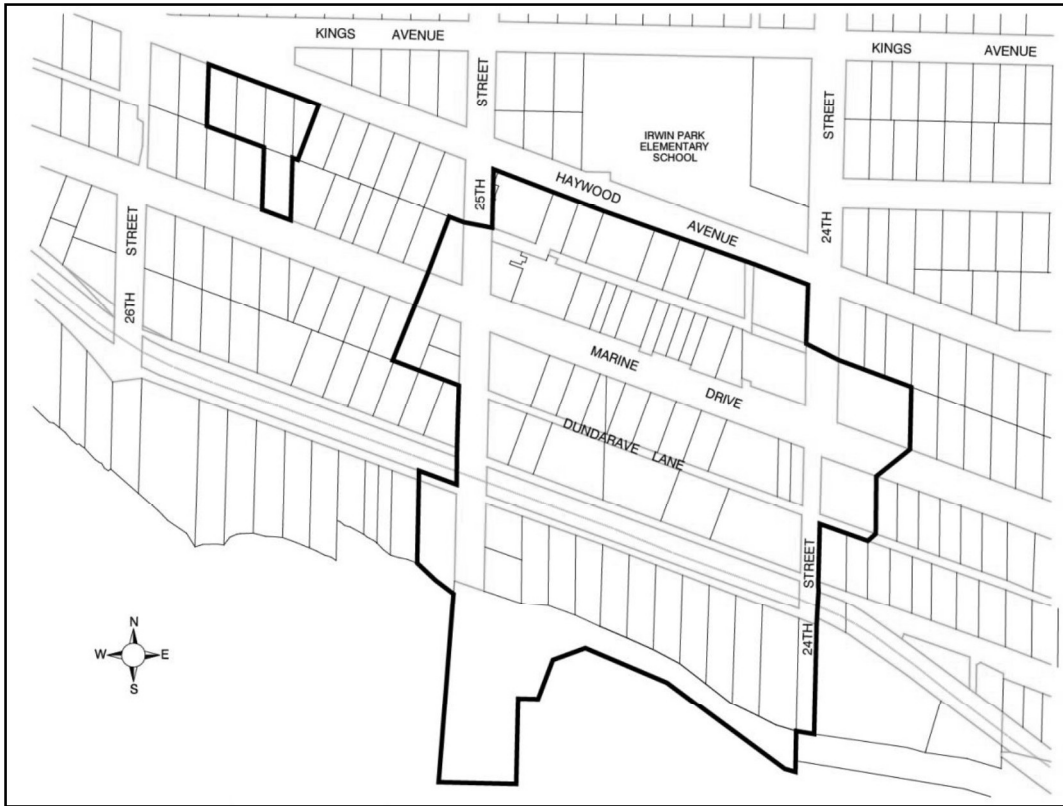 KINGS AVENUE
KINGS AVENUE
STREET
25TH
IRWIN PARK
ELEMENTARY
SCHOOL
STREET
24TH
HAYWOOD AVENUE
STREET
26TH
MARINE DRIVE
DUNDARAVE LANE
STREET
24TH
N
W E
S